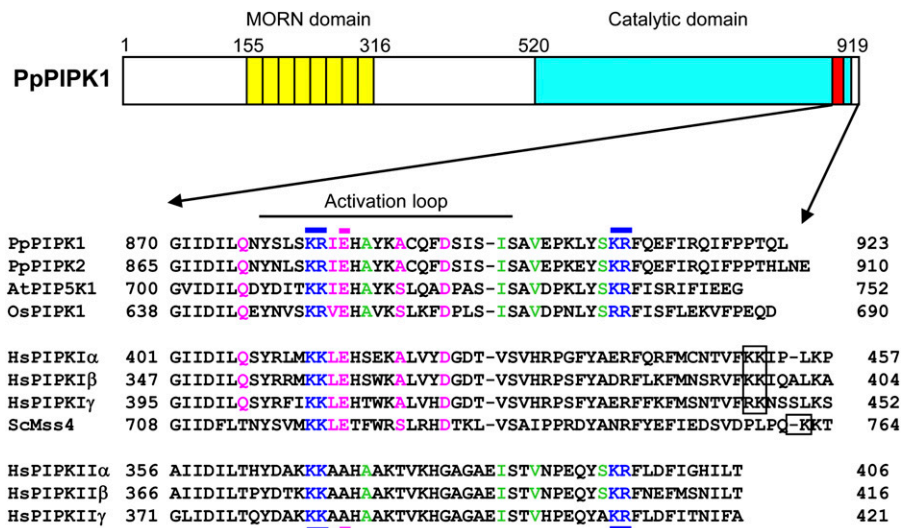 MORN domain Catalytic domain
1 155 316 520 919
PpPIPK1
Activation loop
PpPIPK1 870 GIIDILQNYSLSKRIEHAYKACQFDSIS-ISAVEPKLYSKRFQEFIRQIFPPTQL 923
PpPIPK2 865 GIIDILQNYNLSKRIEHAYKACQFDSIS-ISAVEPKEYSKRFQEFIRQIFPPTHLNE 910
AtPIP5K1 700 GVIDILQDYDITKKIEHAYKSLQADPAS-ISAVDPKLYSKRFRDFISRIFIEEG 752
OsPIPK1 638 GIIDILQEYNVSKRVEHAVKSLKFDPLS-ISAVDPNLYSRRFISFLEKVFPEQD 690
HsPIPKIα 401 GIIDILQSYRLMKKLEHSEKALVYDGDT-VSVHRPGFYAERFQRFMCNTVFKKIP-LKP 457
HsPIPKIβ 347 GIIDILQSYRRMKKLEHSWKALVYDGDT-VSVHRPSFYADRFLKFMNSRVFKKIQALKA 404
HsPIPKIγ 395 GIIDILQSYRFIKKLEHTWKALVHDGDT-VSVHRPSFYAERFFKFMSNTVFRKNSSLKS 452
ScMss4 708 GIIDILTNYSVMKKLETFWRSLRHDTKL-VSAIPPRDYANRFYEFIEDSVDPLPQ-KKT 764
HsPIPKIIα 356 AIIDILTHYDAKKKAAHAAKTVKHGAGAEISTVNPEQYSKRFLDFIGHILT 406
HsPIPKIIβ 366 AIIDILTPYDTKKKAAHAAKTVKHGAGAEISTVNPEQYSKRFNEFMSNILT 416
HsPIPKIIγ 371 GLIDILTQYDAKKKAAHAAKTVKHGAGAEISTVHPEQYAKRFLDFITNIFA 421